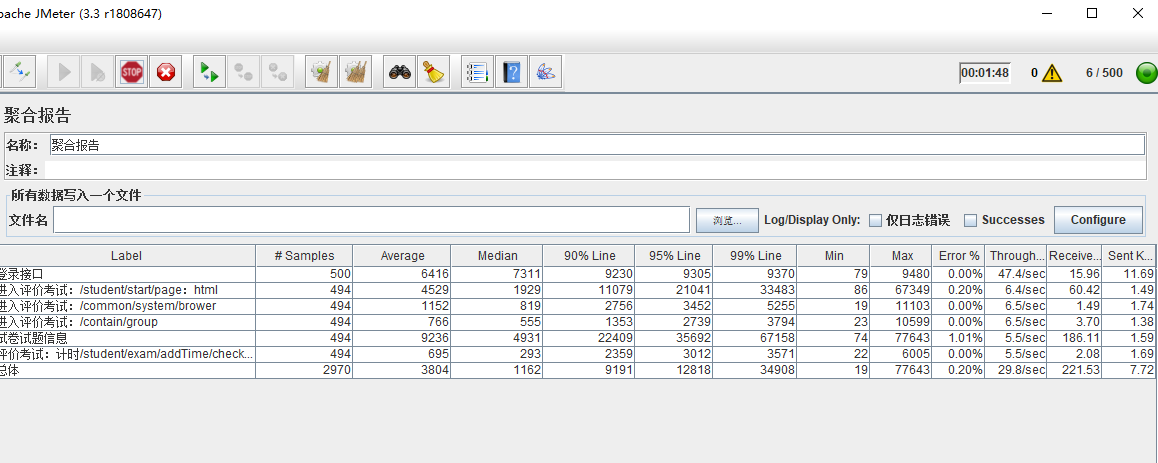 pache JMeter (3.3 r1808647)
STOP 00:01:48 0 6 / 500
聚合报告
名称： 聚合报告
注释：
所有数据写入一个文件
文件名 浏览... Log/Display Only: 仅日志错误 Successes Configure
Label # Samples Average Median 90% Line 95% Line 99% Line Min Max Error % Through... Receive... Sent K...
登录接口 500 6416 7311 9230 9305 9370 79 9480 0.00% 47.4/sec 15.96 11.69
进入评价考试：/student/start/page：html 494 4529 1929 11079 21041 33483 86 67349 0.20% 6.4/sec 60.42 1.49
进入评价考试：/common/system/brower 494 1152 819 2756 3452 5255 19 11103 0.00% 6.5/sec 1.49 1.74
进入评价考试：/contain/group 494 766 555 1353 2739 3794 23 10599 0.00% 6.5/sec 3.70 1.38
试卷试题信息 494 9236 4931 22409 35692 67158 74 77643 1.01% 5.5/sec 186.11 1.59
评价考试：计时/student/exam/addTime/check... 494 695 293 2359 3012 3571 22 6005 0.00% 5.5/sec 2.08 1.69
总体 2970 3804 1162 9191 12818 34908 19 77643 0.20% 29.8/sec 221.53 7.72